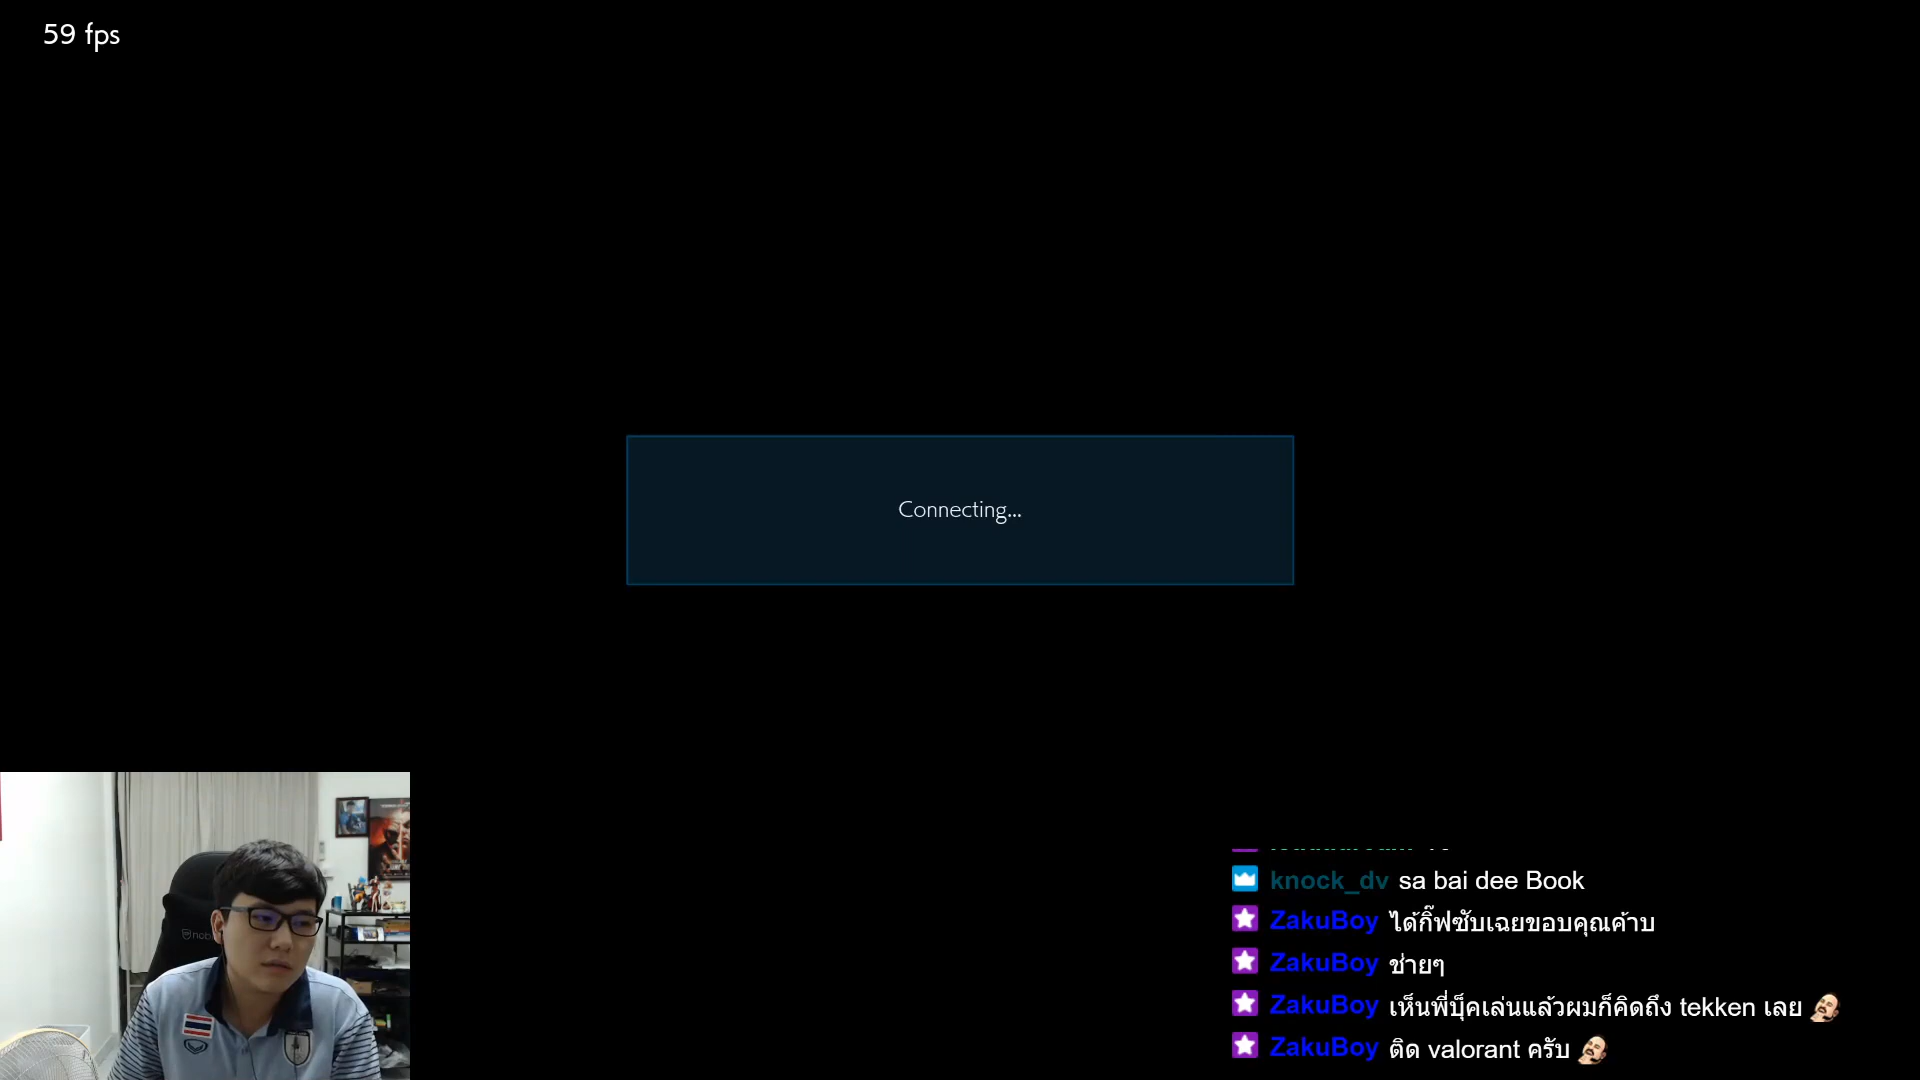 59 fps
Connecting...
knock_dv sa bai dee Book
ZakuBoy ได้กิ๊ฟซับเฉยขอบคุณค้าบ
ZakuBoy ช่ายๆ
ZakuBoy เห็นพี่บุ็คเล่นแล้วผมก็คิดถึง tekken เลย
ZakuBoy ติด valorant ครับ